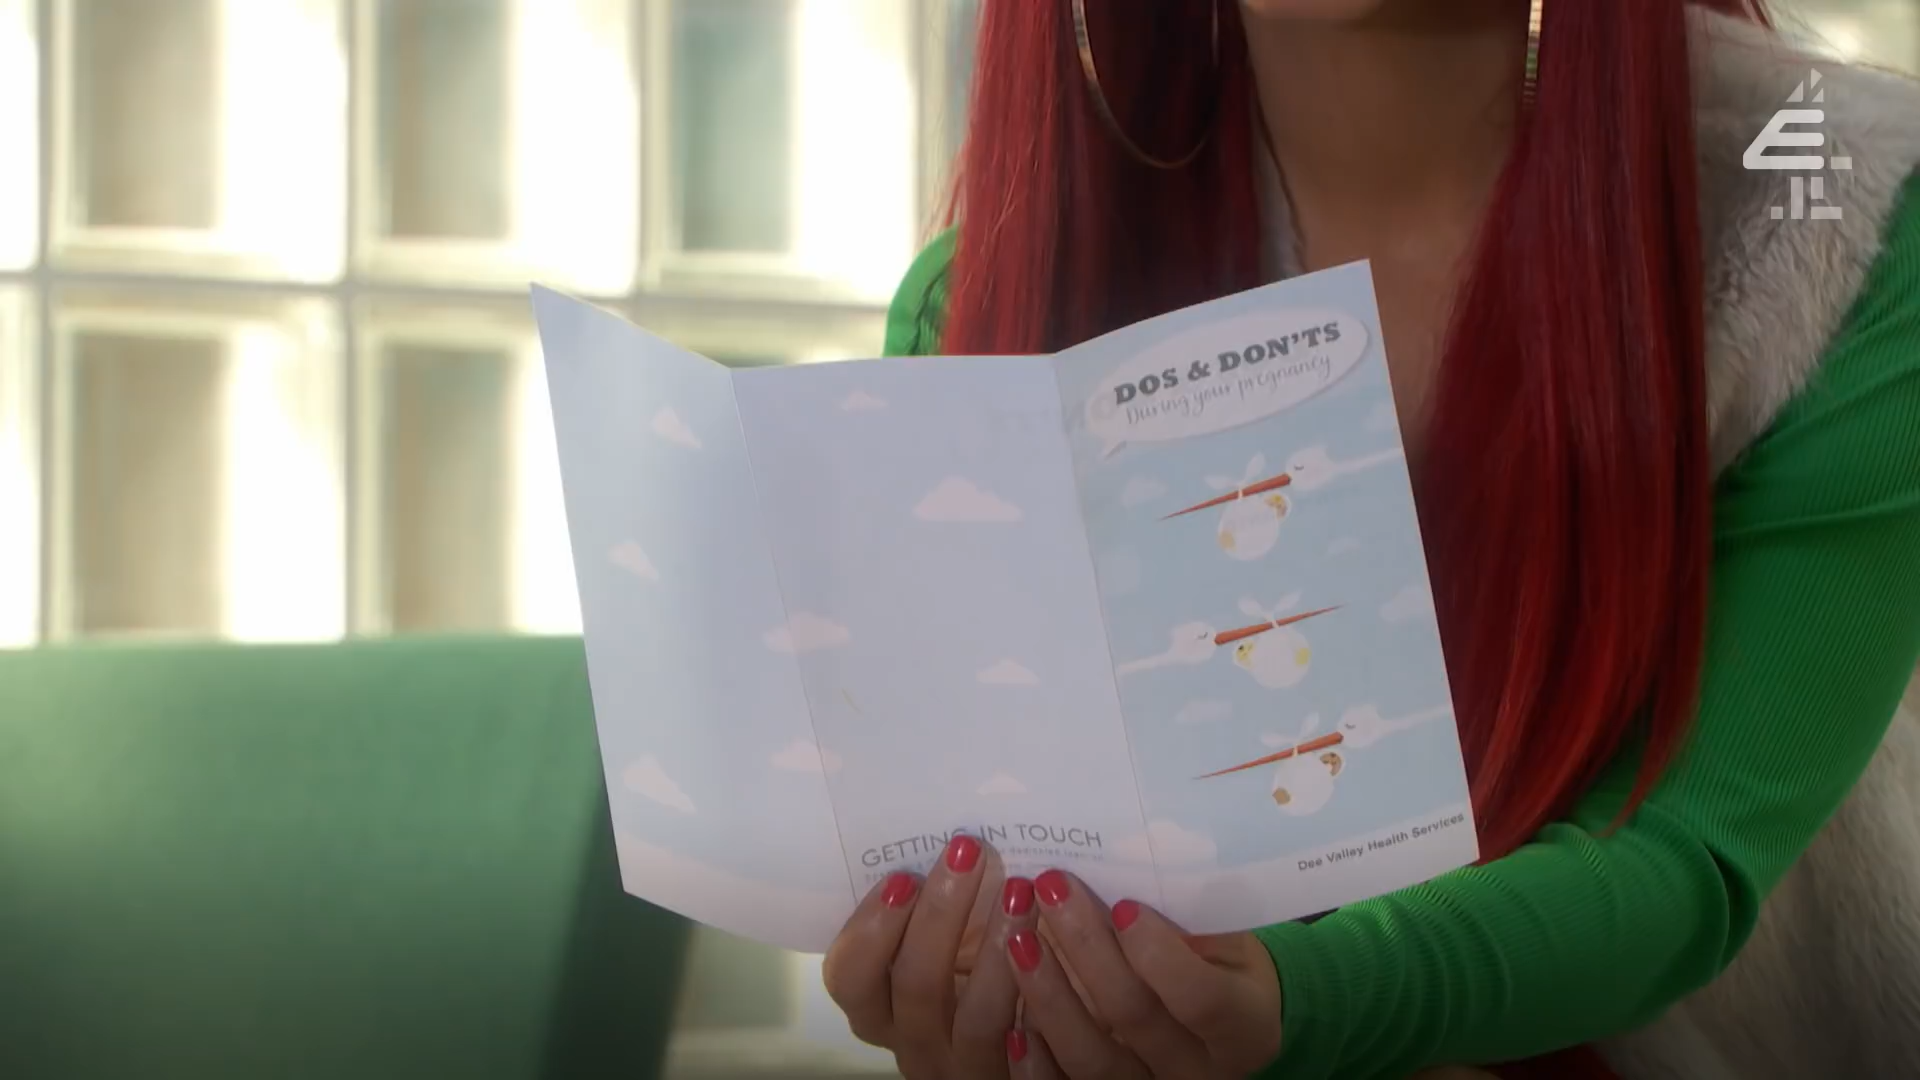 DOS & DON'TS
During your pregnancy
GETTING IN TOUCH
Dee Valley Health Services